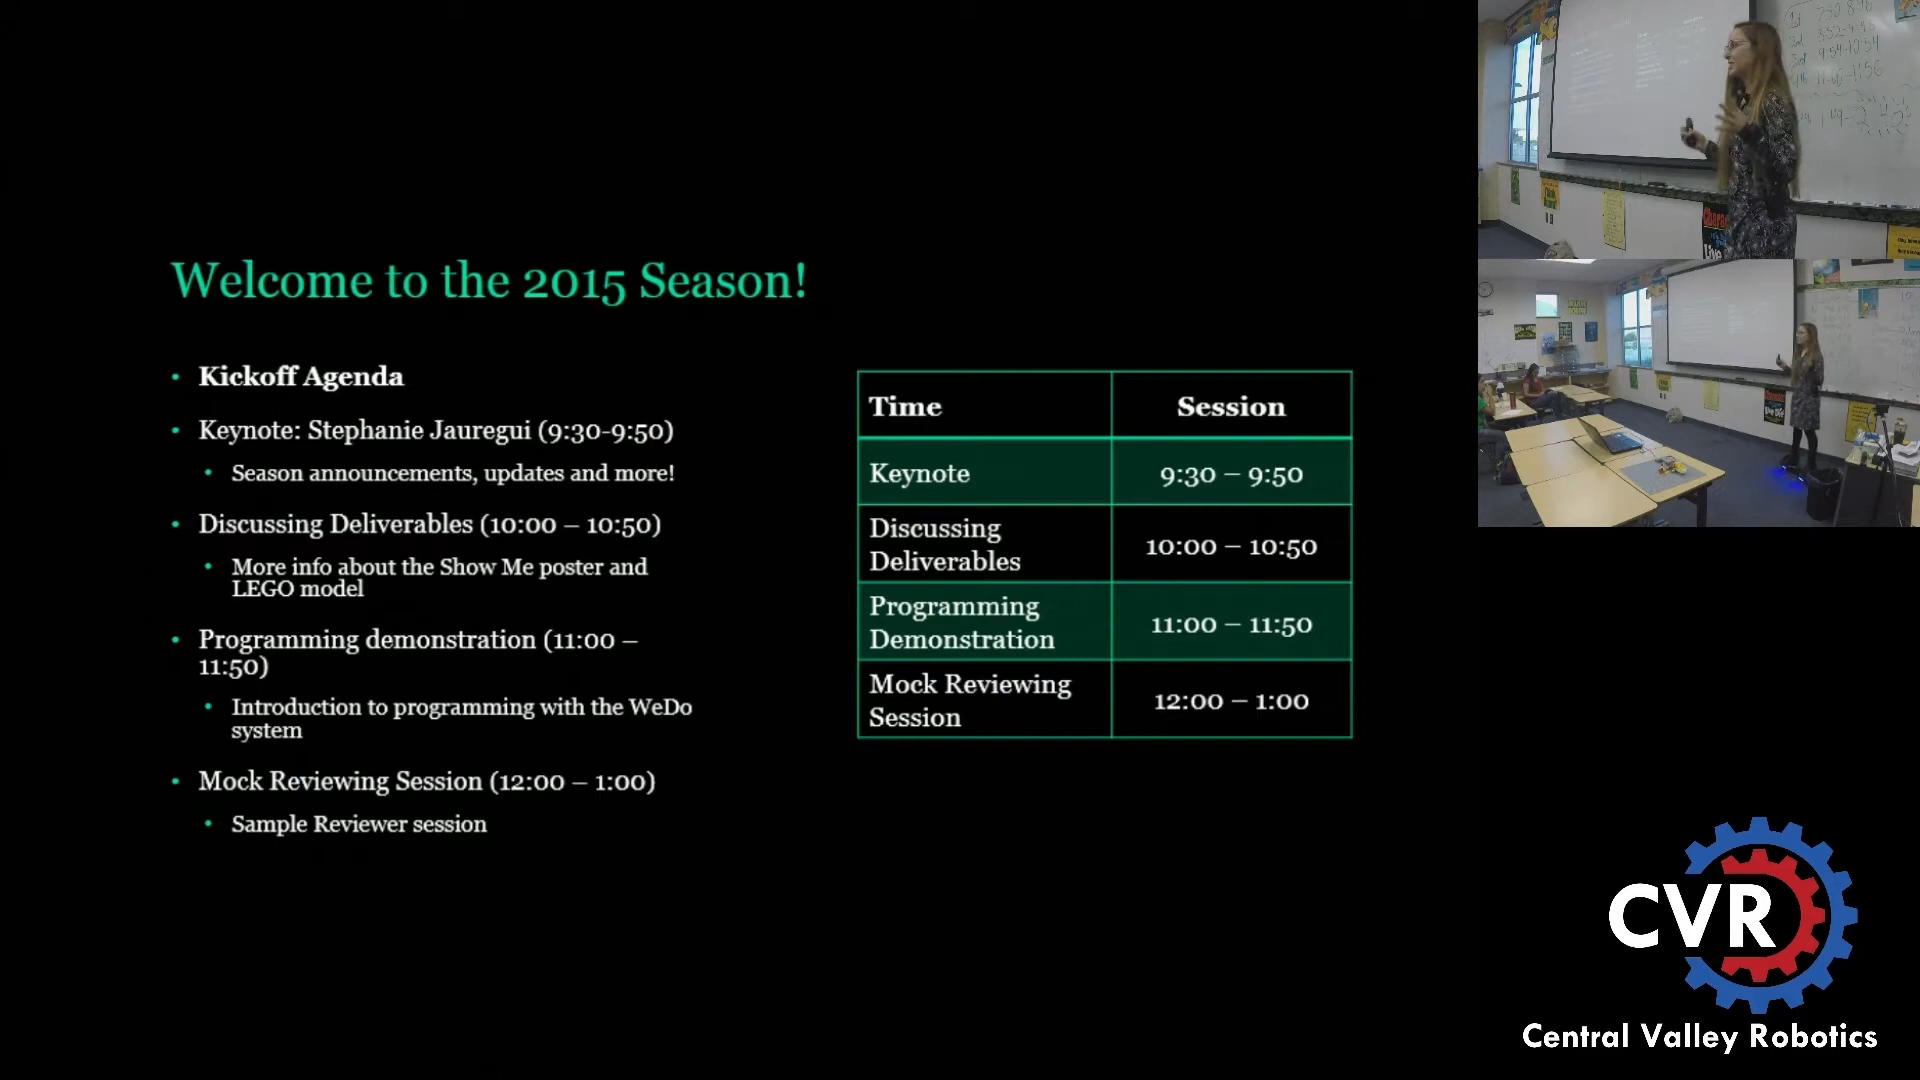 Welcome to the 2015 Season!
• Kickoff Agenda
• Keynote: Stephanie Jauregui (9:30-9:50)
• Season announcements, updates and more!
• Discussing Deliverables (10:00 – 10:50)
• More info about the Show Me poster and
LEGO model
• Programming demonstration (11:00 –
11:50)
• Introduction to programming with the WeDo
system
• Mock Reviewing Session (12:00 – 1:00)
• Sample Reviewer session
Time Session
Keynote 9:30 – 9:50
Discussing
Deliverables 10:00 – 10:50
Programming
Demonstration 11:00 – 11:50
Mock Reviewing
Session 12:00 – 1:00
CVR
Central Valley Robotics